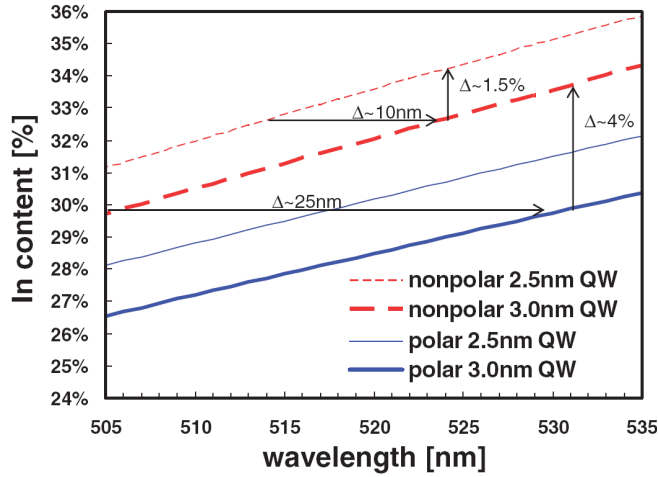 In content [%]
36%
35%
34%
33%
32%
31%
30%
29%
28%
27%
26%
25%
24%
Δ~1.5%
Δ~10nm
Δ~4%
Δ~25nm
nonpolar 2.5nm QW
nonpolar 3.0nm QW
polar 2.5nm QW
polar 3.0nm QW
505 510 515 520 525 530 535
wavelength [nm]